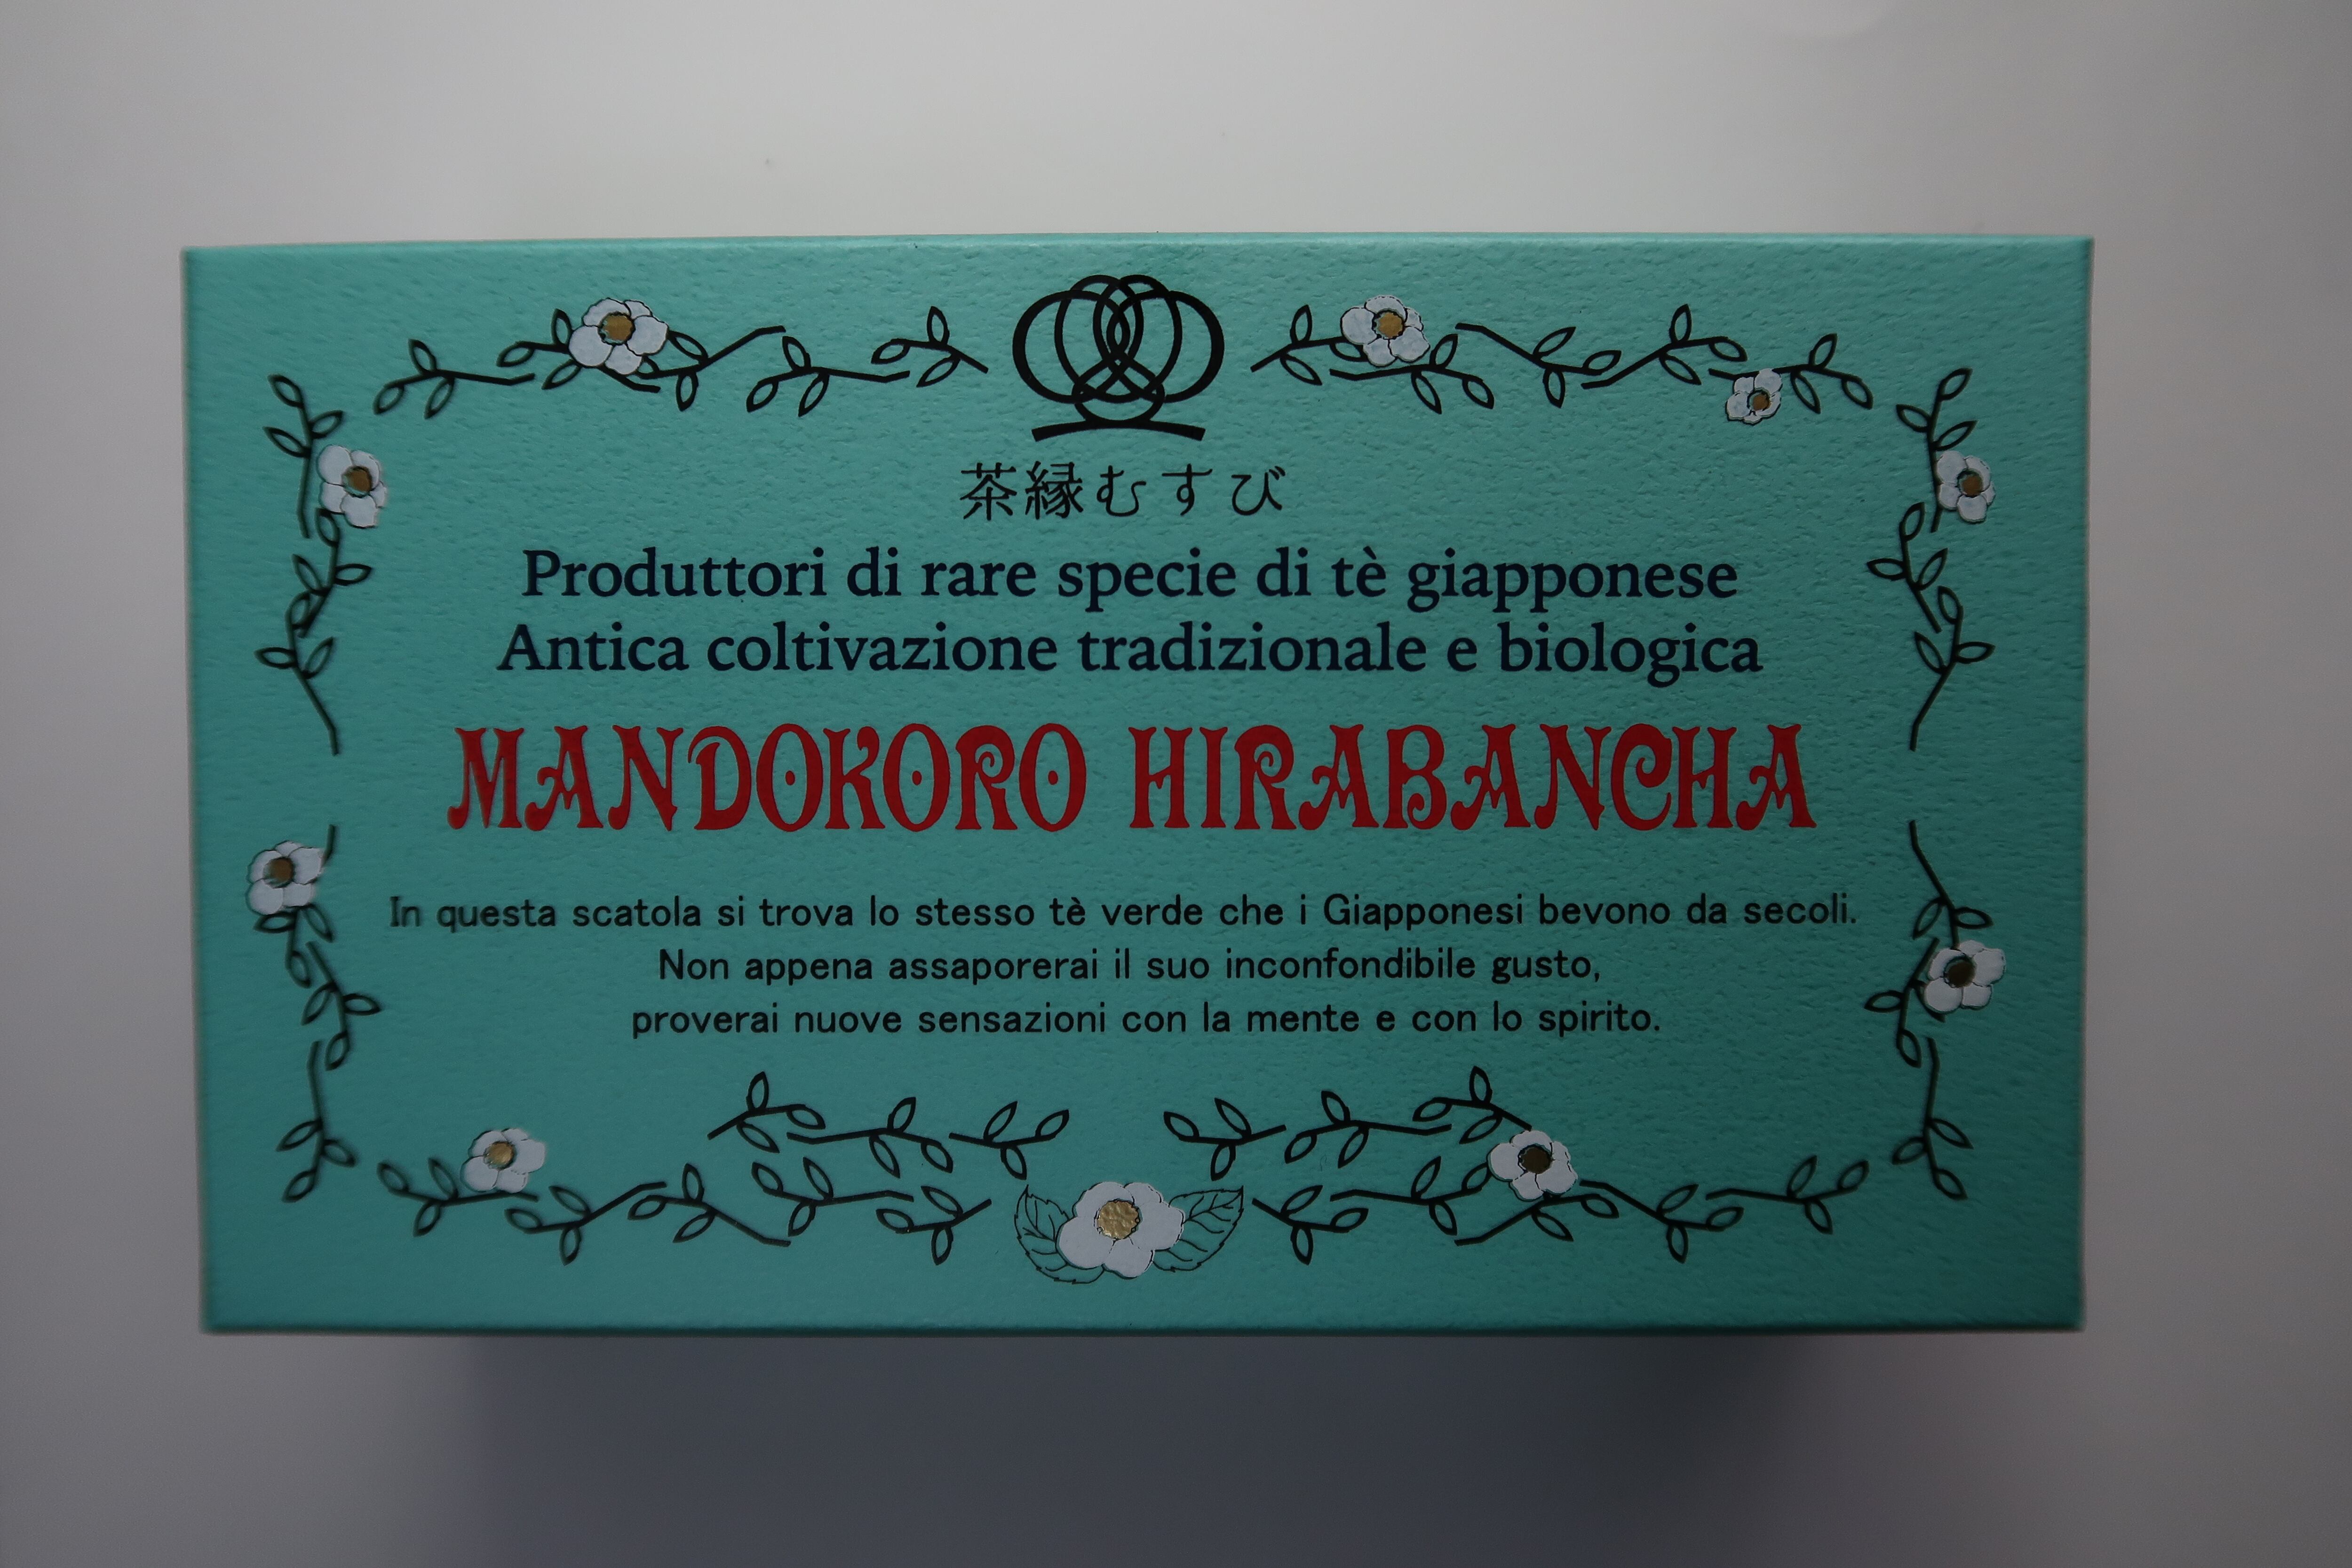 茶縁むすび
Produttori di rare specie di tè giapponese
Antica coltivazione tradizionale e biologica
MANDOKORO HIRABANCHA
In questa scatola si trova lo stesso tè verde che i Giapponesi bevono da secoli.
Non appena assaporerai il suo inconfondibile gusto,
proverai nuove sensazioni con la mente e con lo spirito.